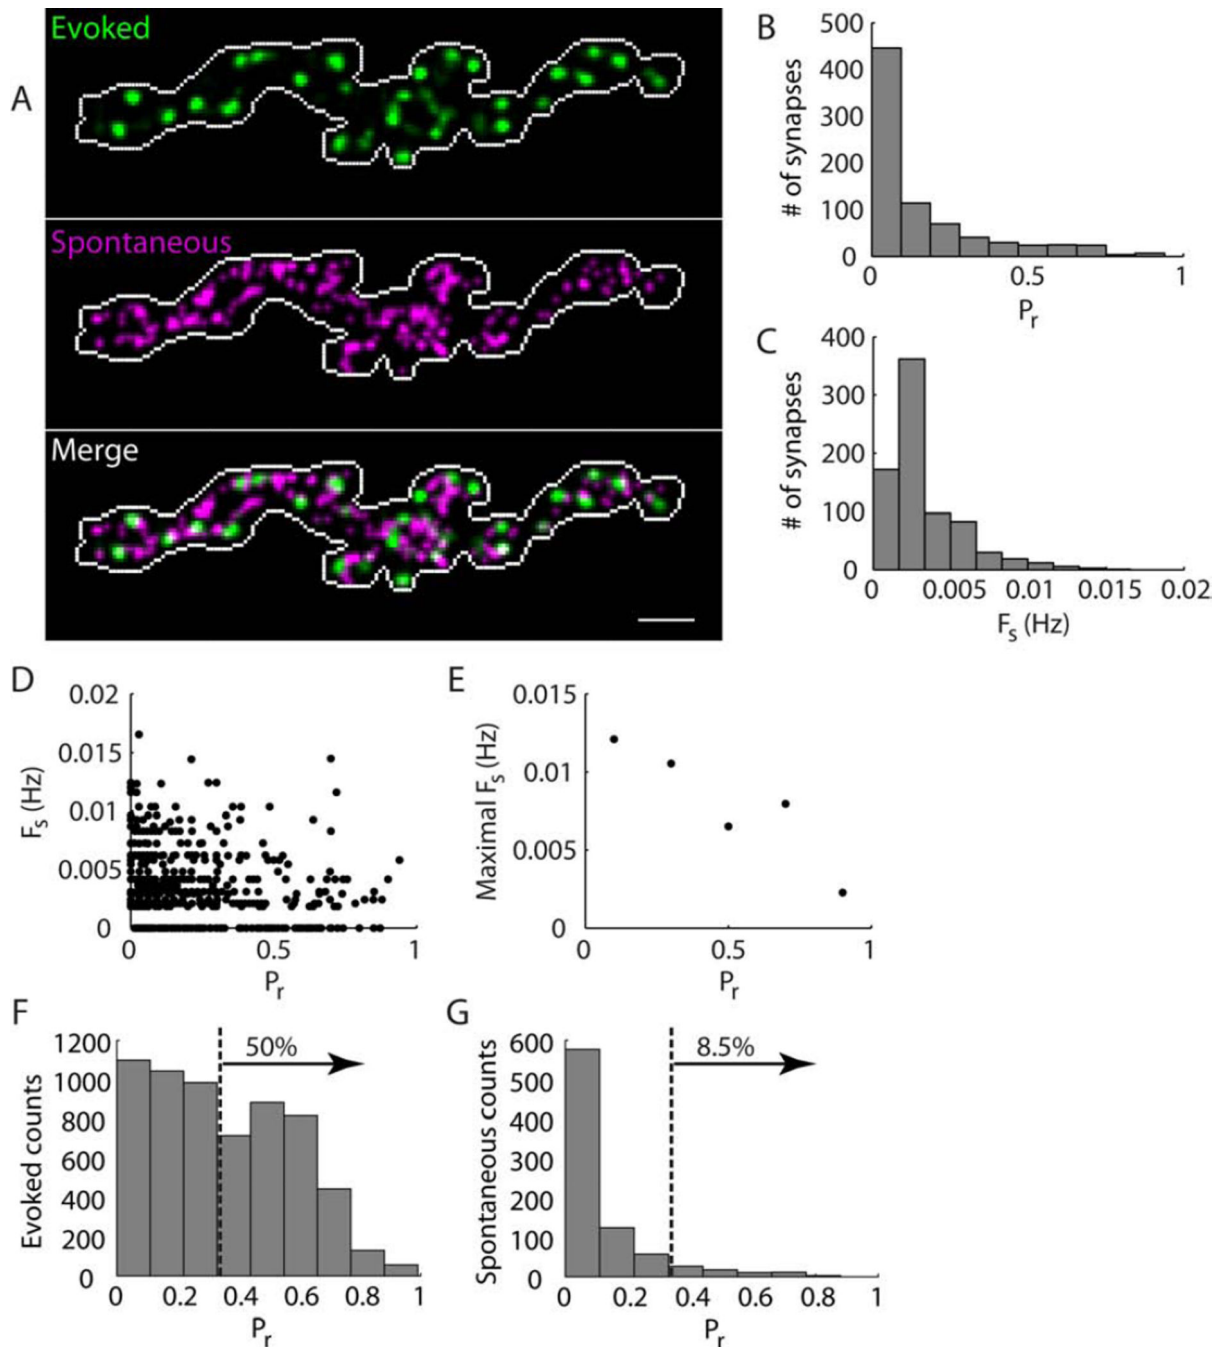 A
Evoked
Spontaneous
Merge
B
# of synapses
500
400
300
200
100
0
0 0.5 1
Pr
C
# of synapses
400
300
200
100
0
0 0.005 0.01 0.015 0.02
Fs (Hz)
D
Fs (Hz)
0.02
0.015
0.01
0.005
0
0 0.5 1
Pr
E
Maximal Fs (Hz)
0.015
0.01
0.005
0
0 0.5 1
Pr
F
Evoked counts
1200
1000
800
600
400
200
0
50%
0 0.2 0.4 0.6 0.8 1
Pr
G
Spontaneous counts
600
500
400
300
200
100
0
8.5%
0 0.2 0.4 0.6 0.8 1
Pr